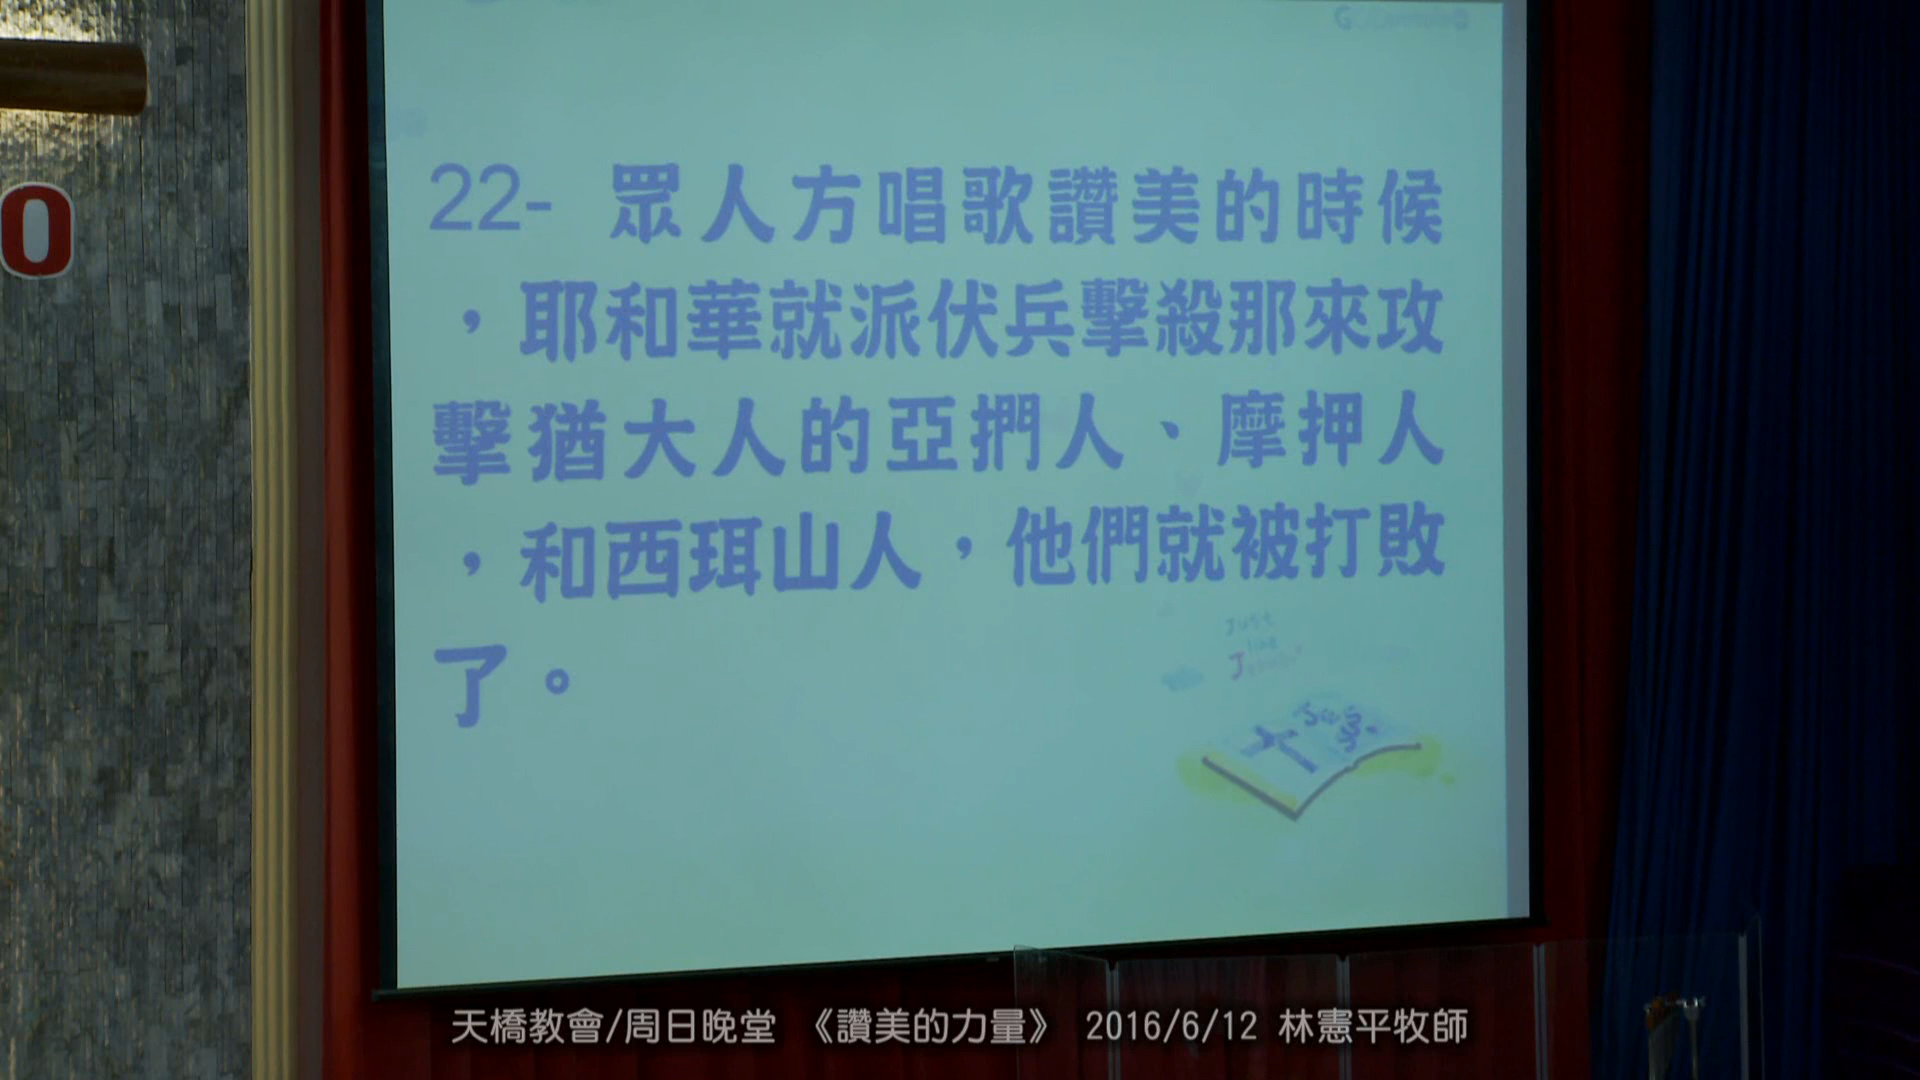 22- 眾人方唱歌讚美的時候
，耶和華就派伏兵擊殺那來攻
擊猶大人的亞捫人、摩押人
，和西珥山人，他們就被打敗
了。
Just
like
O
天橋教會/周日晚堂 《讚美的力量》 2016/6/12 林憲平牧師